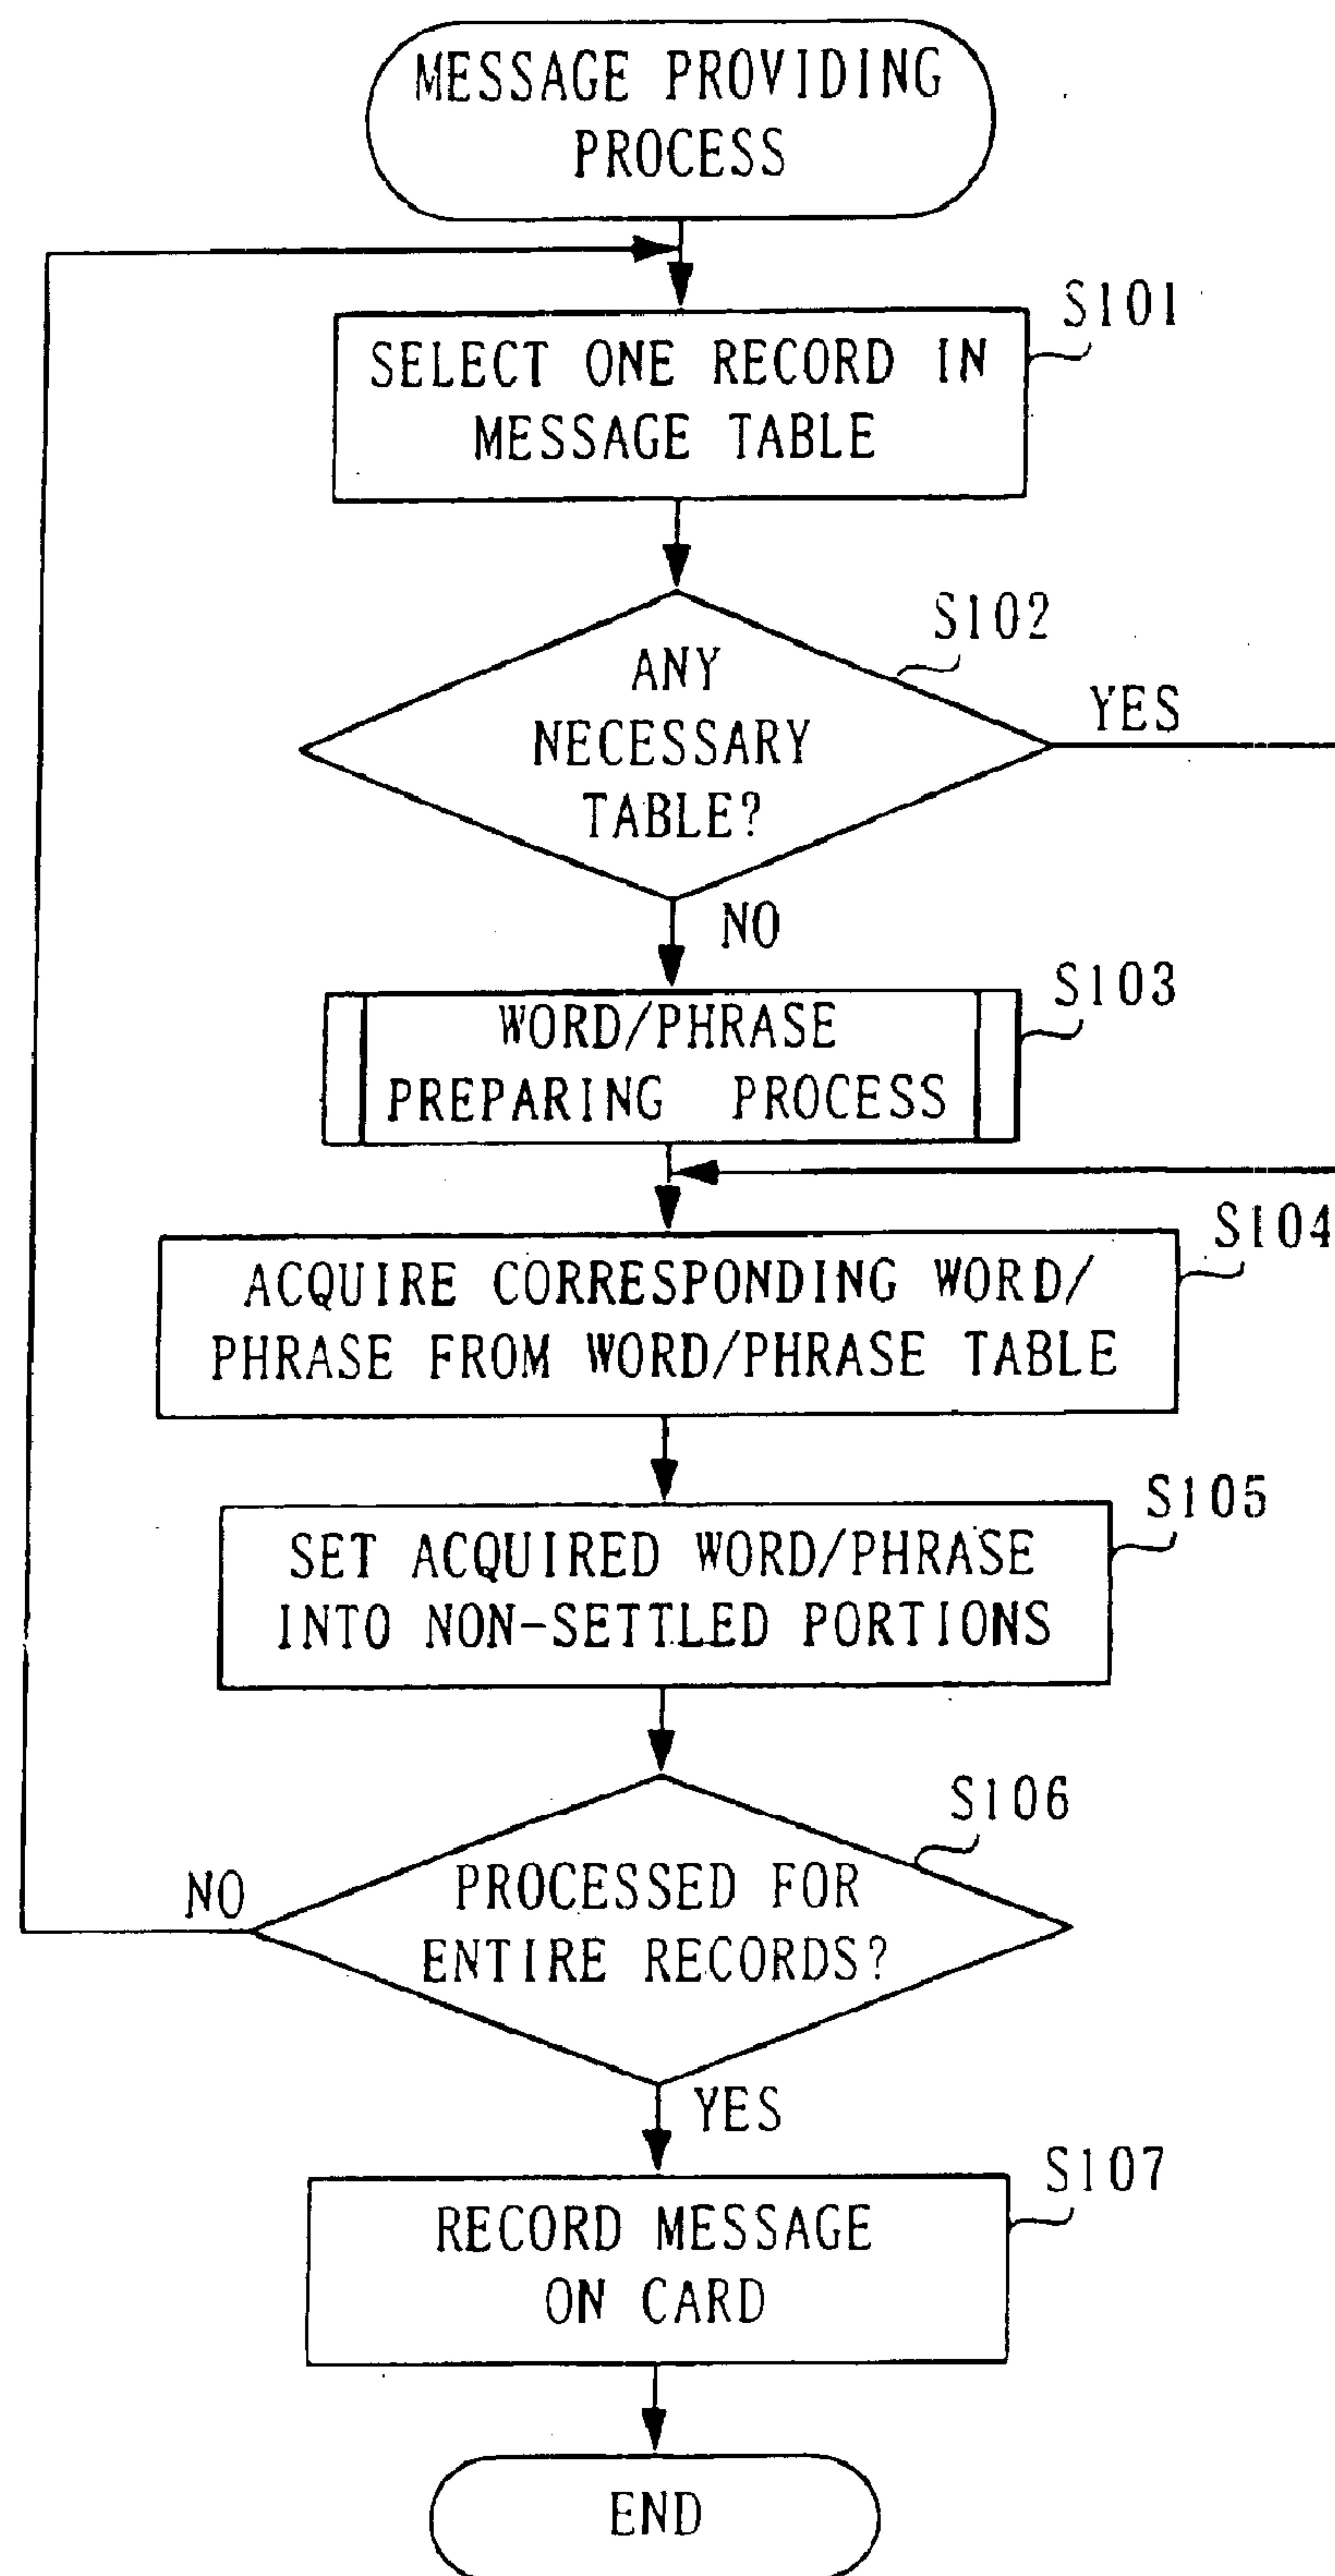 MESSAGE PROVIDING
PROCESS
S101
SELECT ONE RECORD IN
MESSAGE TABLE
S102
ANY
NECESSARY
TABLE?
YES
NO
S103
WORD/PHRASE
PREPARING PROCESS
S104
ACQUIRE CORRESPONDING WORD/
PHRASE FROM WORD/PHRASE TABLE
S105
SET ACQUIRED WORD/PHRASE
INTO NON-SETTLED PORTIONS
S106
PROCESSED FOR
ENTIRE RECORDS?
NO
YES
S107
RECORD MESSAGE
ON CARD
END